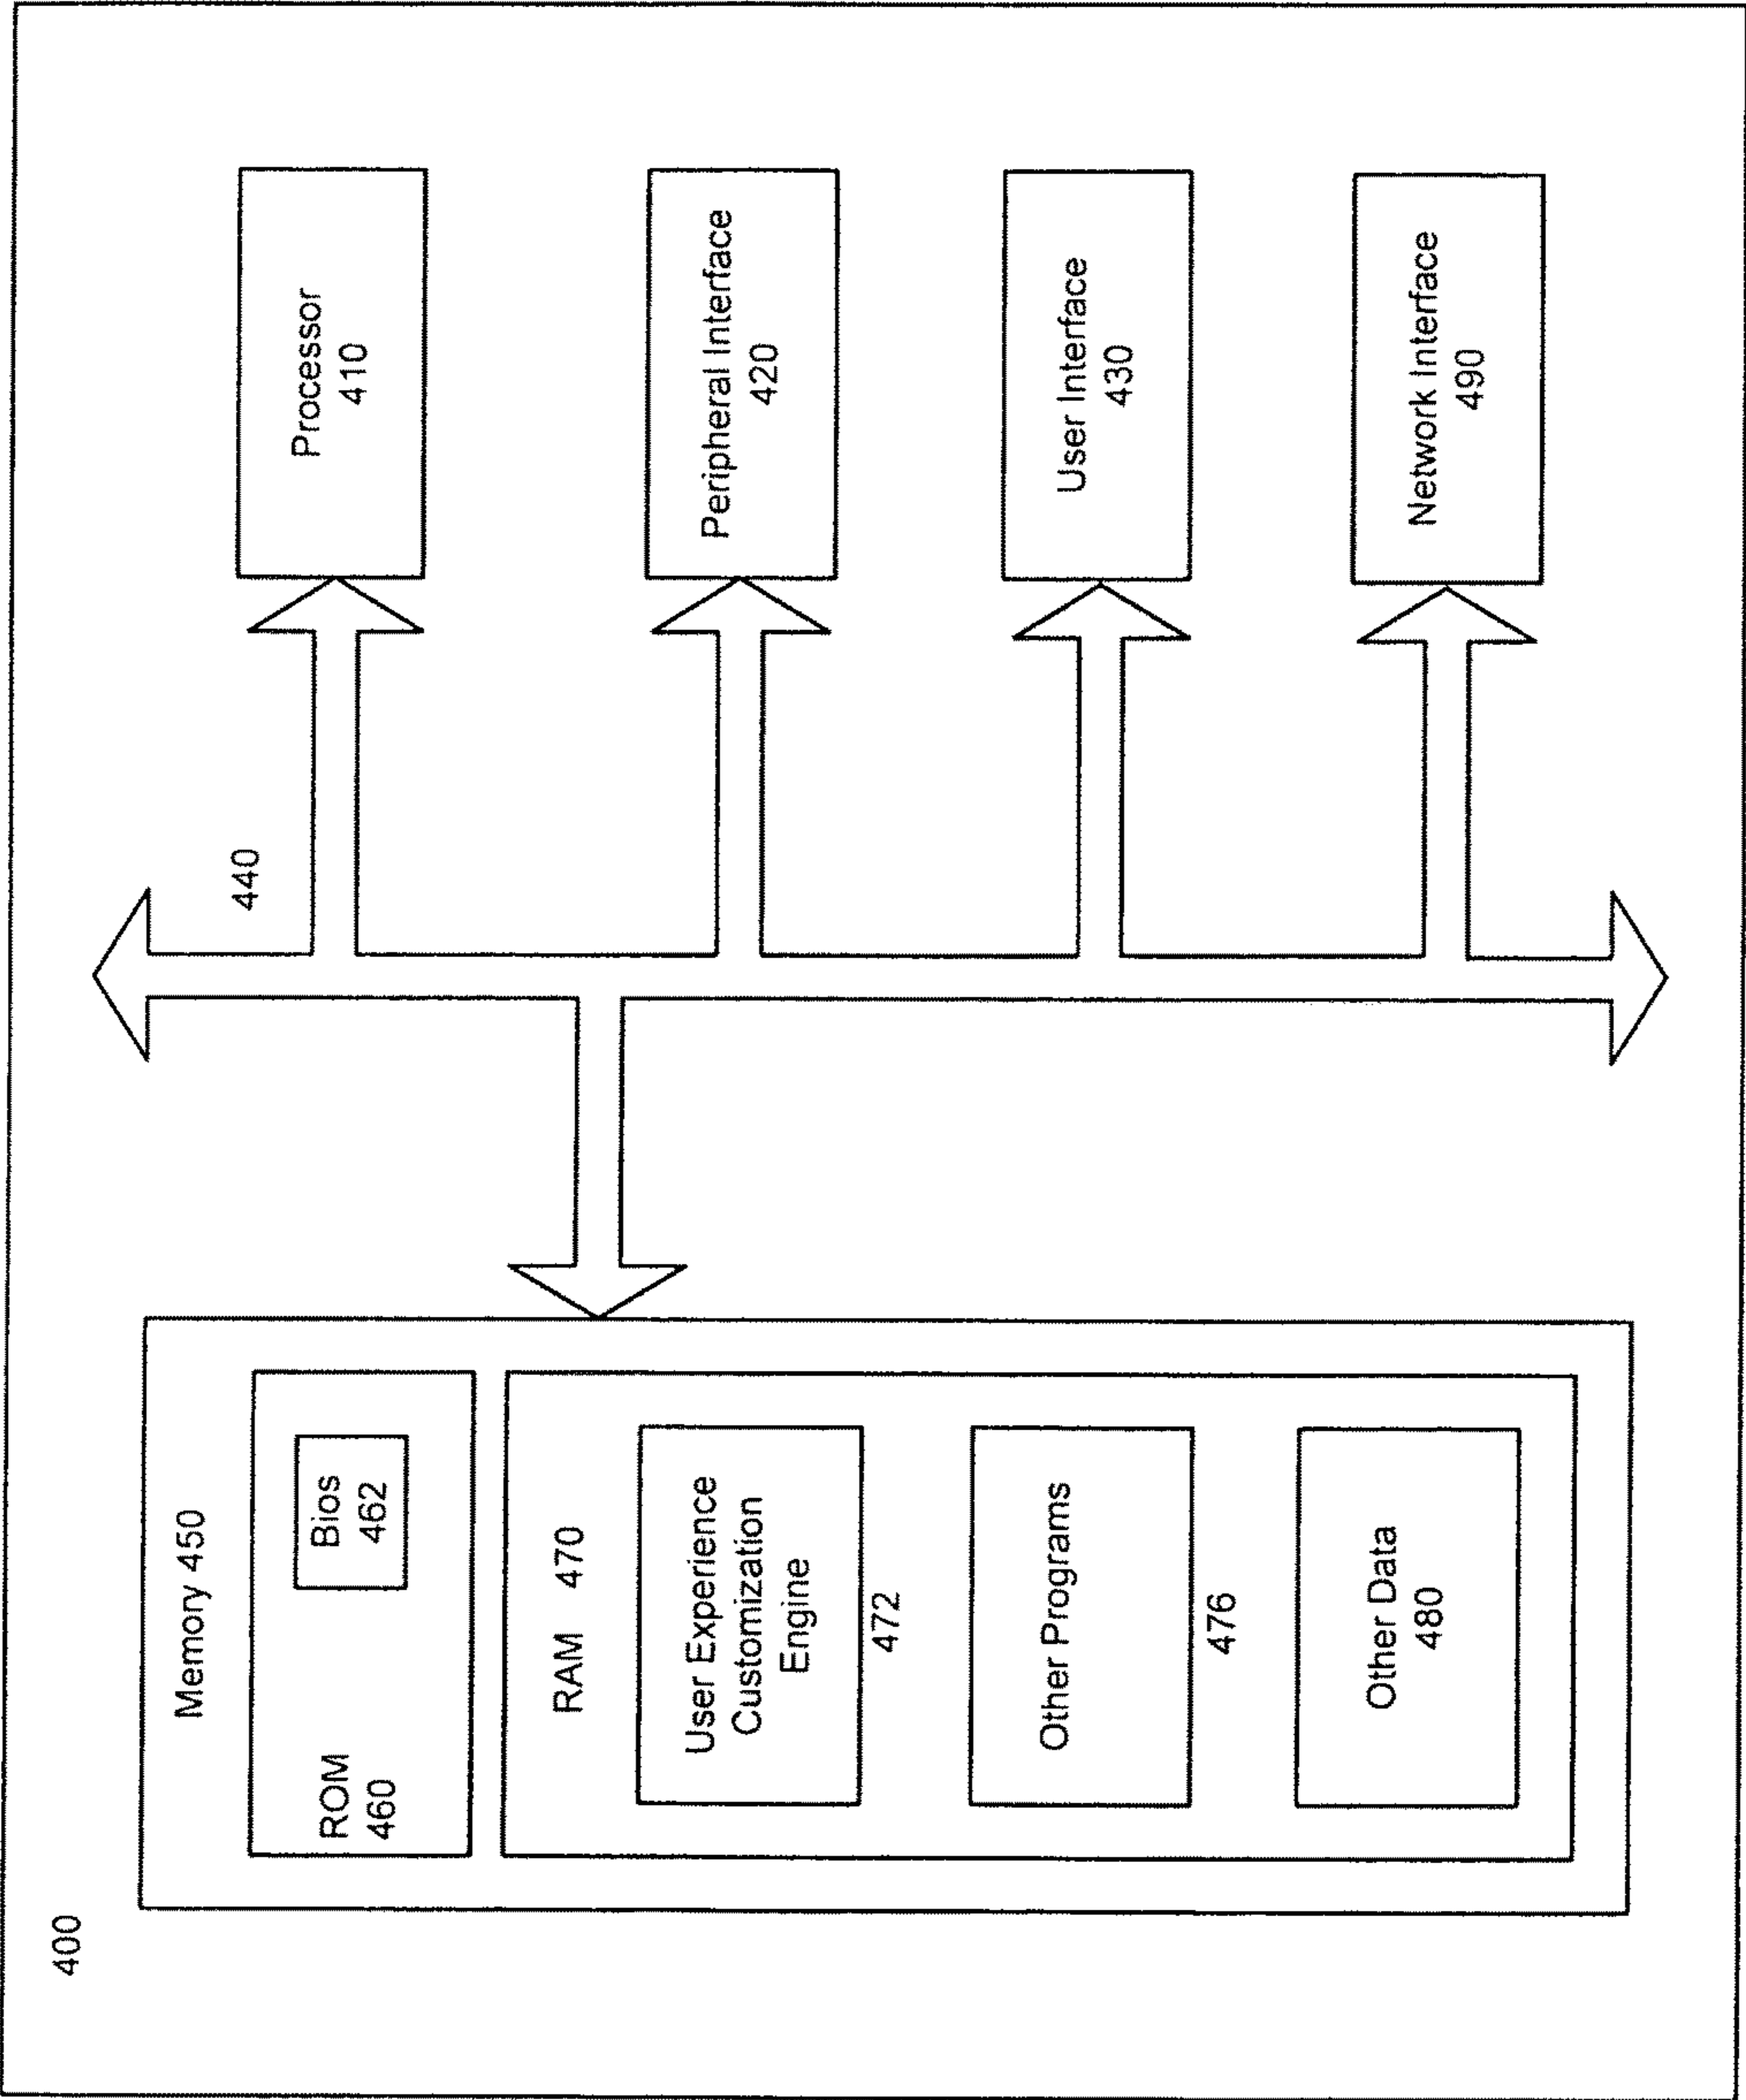 400
Memory 450
ROM
460
Bios
462
RAM 470
User Experience
Customization
Engine
472
Other Programs
476
Other Data
480
440
Processor
410
Peripheral Interface
420
User Interface
430
Network Interface
490